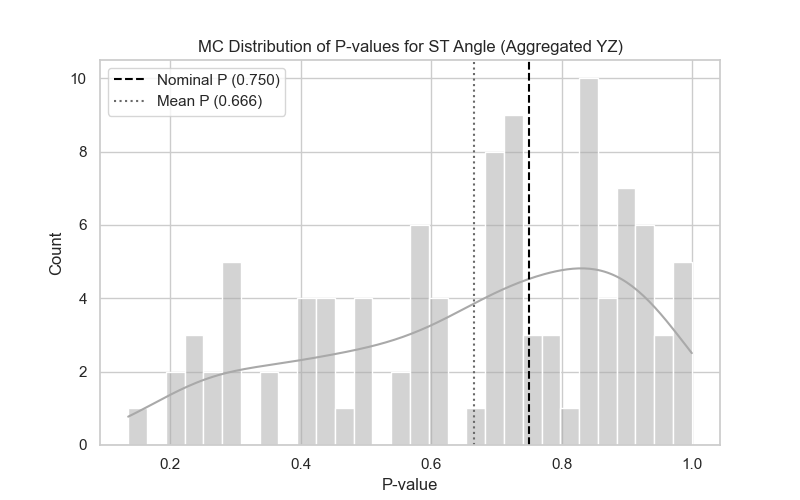 MC Distribution of P-values for ST Angle (Aggregated YZ)
Nominal P (0.750)
Mean P (0.666)
10
8
6
4
2
0
Count
0.2 0.4 0.6 0.8 1.0
P-value